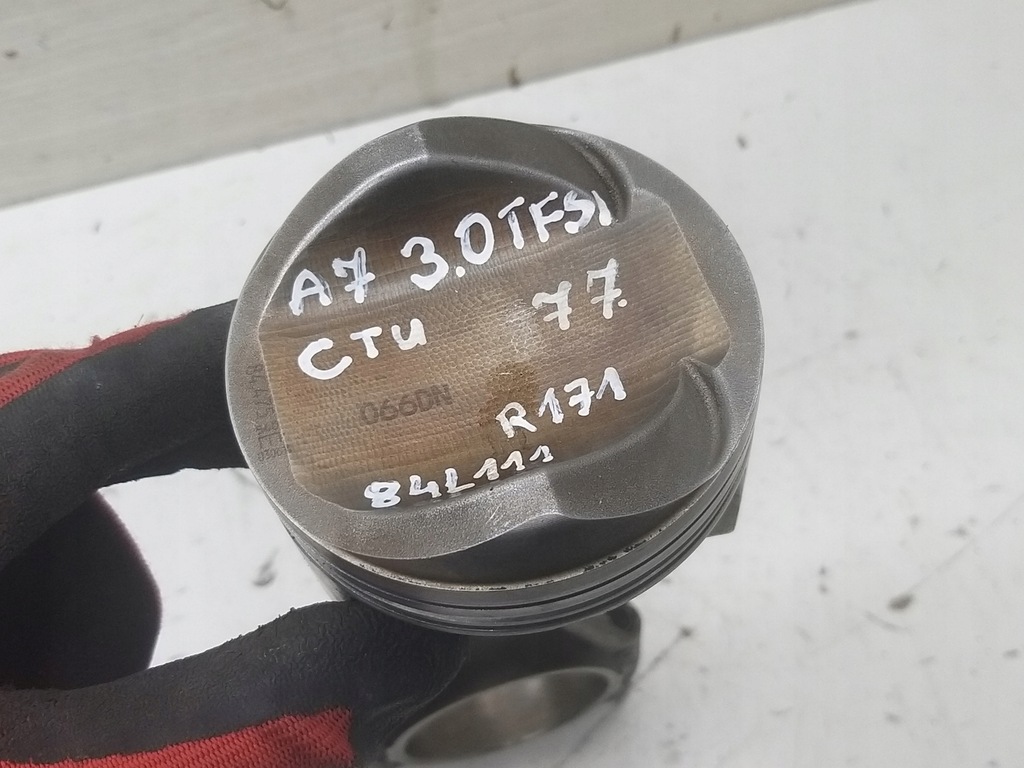 A7 3.0TFSI
CTU 77.
066DN
R171
84L111